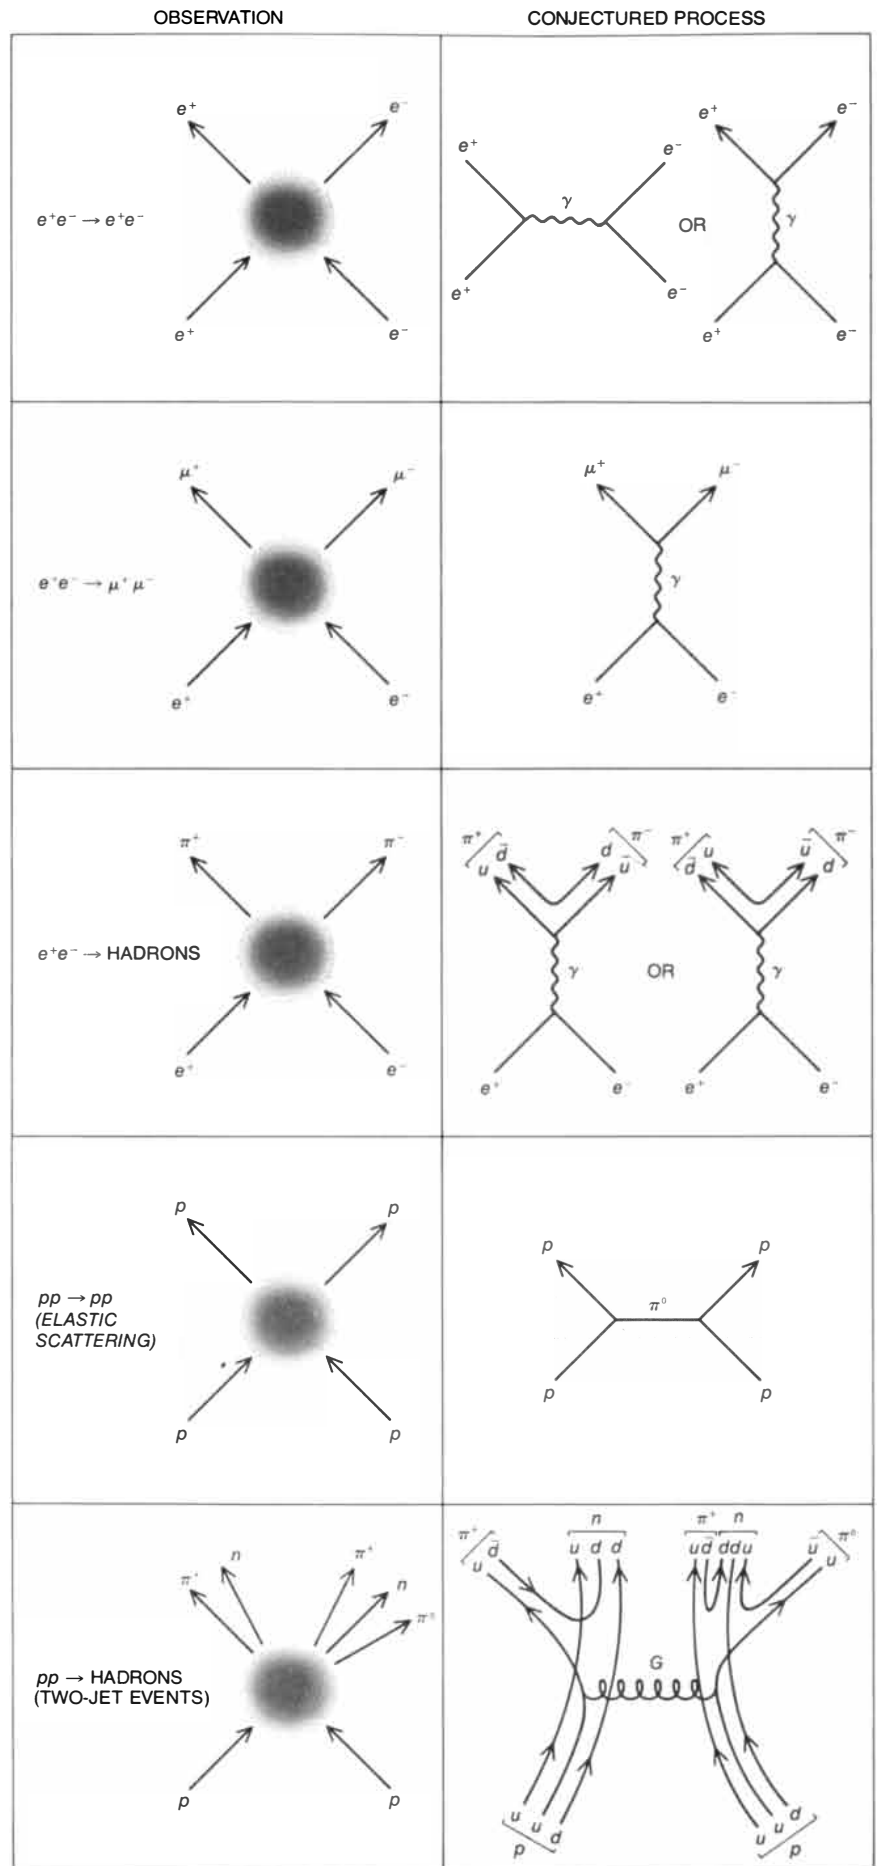 OBSERVATION
CONJECTURED PROCESS
e⁺e⁻ → e⁺e⁻
e⁺
e⁻
e⁺
e⁻
e⁺
e⁻
γ
e⁺
e⁻
OR
e⁺
e⁻
γ
e⁺
e⁻
e⁺e⁻ → μ⁺ μ⁻
μ⁺
μ⁻
e⁺
e⁻
μ⁺
μ⁻
γ
e⁺
e⁻
e⁺e⁻ → HADRONS
π⁺
π⁻
e⁺
e⁻
π⁺
u
d̄
d
ū
π⁻
γ
e⁺
e⁻
OR
π⁺
d̄
u
ū
d
π⁻
γ
e⁺
e⁻
pp → pp
(ELASTIC
SCATTERING)
p
p
p
p
p
p
π⁰
p
p
pp → HADRONS
(TWO-JET EVENTS)
π⁺
n
π⁺
n
π⁰
p
p
π⁺
u
d̄
n
u d d
π⁺
u d̄
n
d d u
ū
u
π⁰
G
u
u
d
p
u
u
d
p